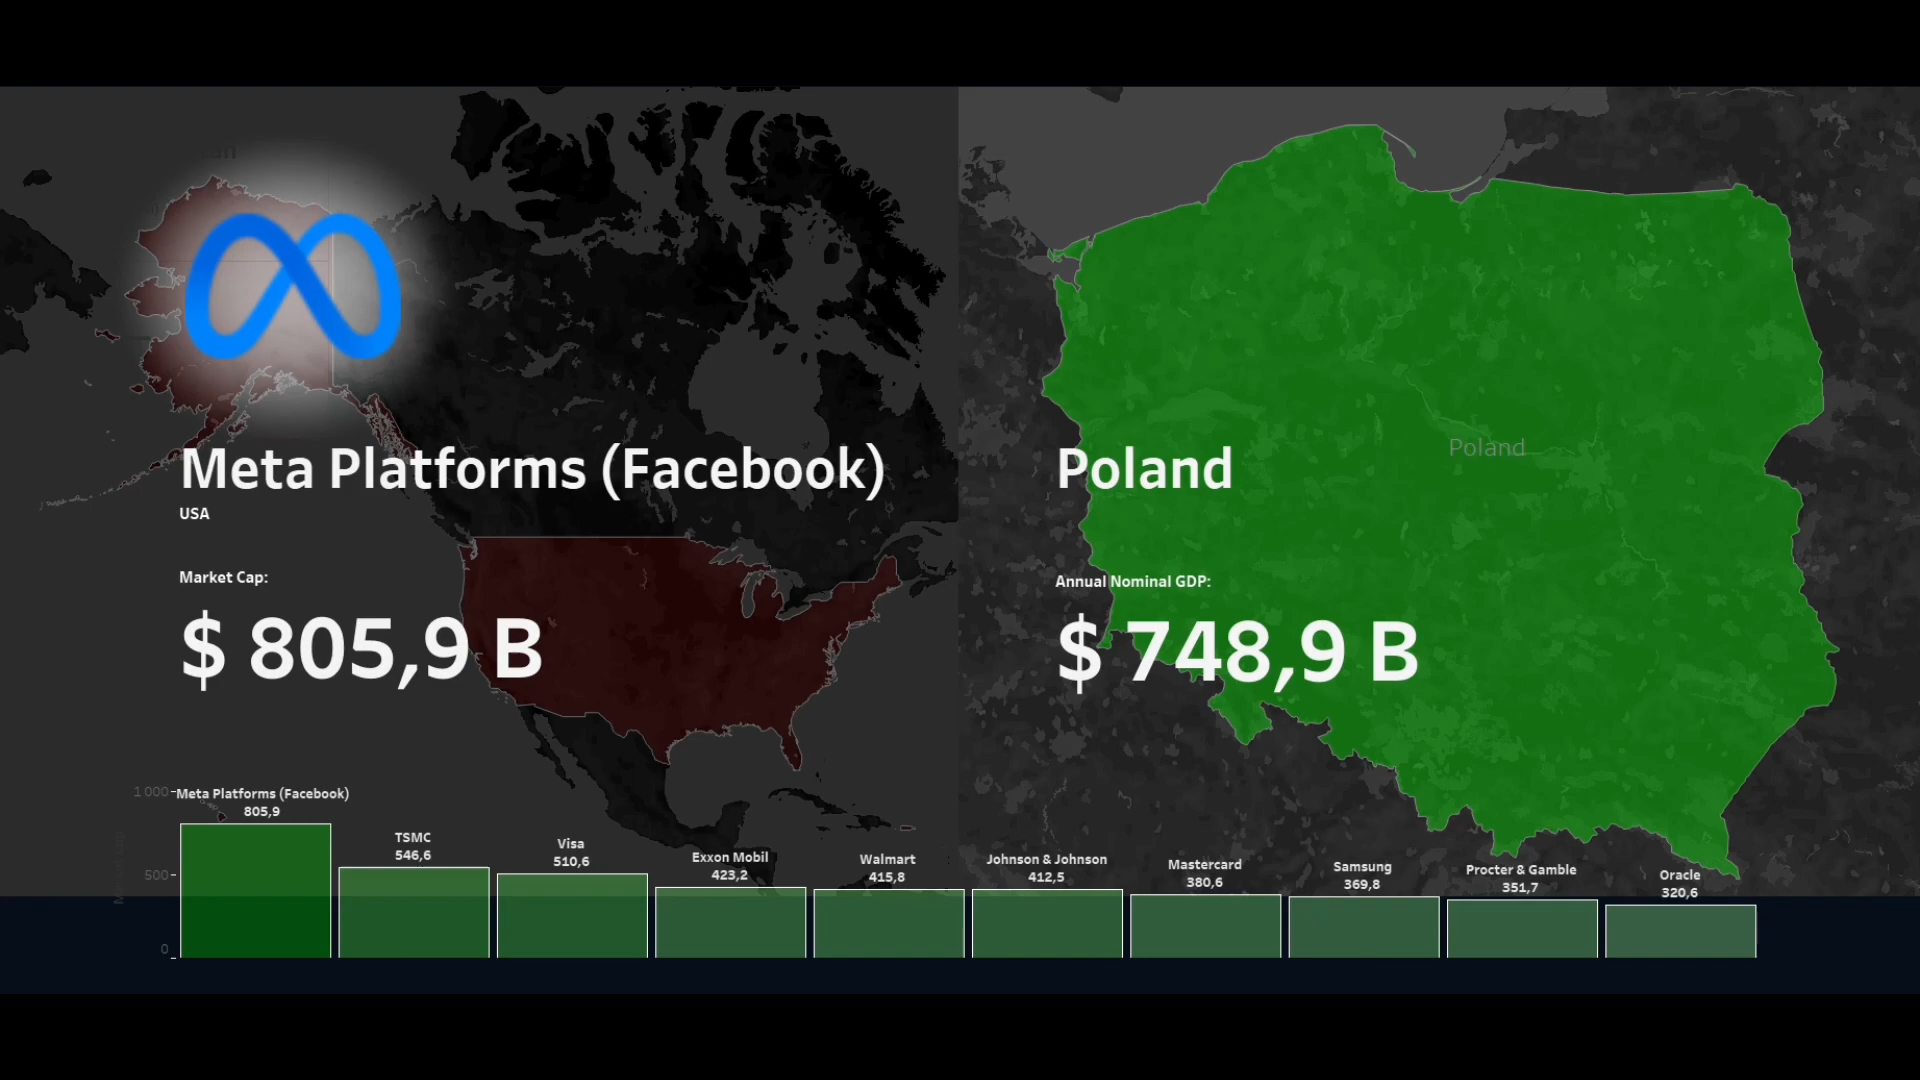 Meta Platforms (Facebook)
USA
Market Cap:
$ 805,9 B
Poland
Poland
Annual Nominal GDP:
$ 748,9 B
1 000
500
0
Meta Platforms (Facebook)
805,9
TSMC
546,6
Visa
510,6
Exxon Mobil
423,2
Walmart
415,8
Johnson & Johnson
412,5
Mastercard
380,6
Samsung
369,8
Procter & Gamble
351,7
Oracle
320,6